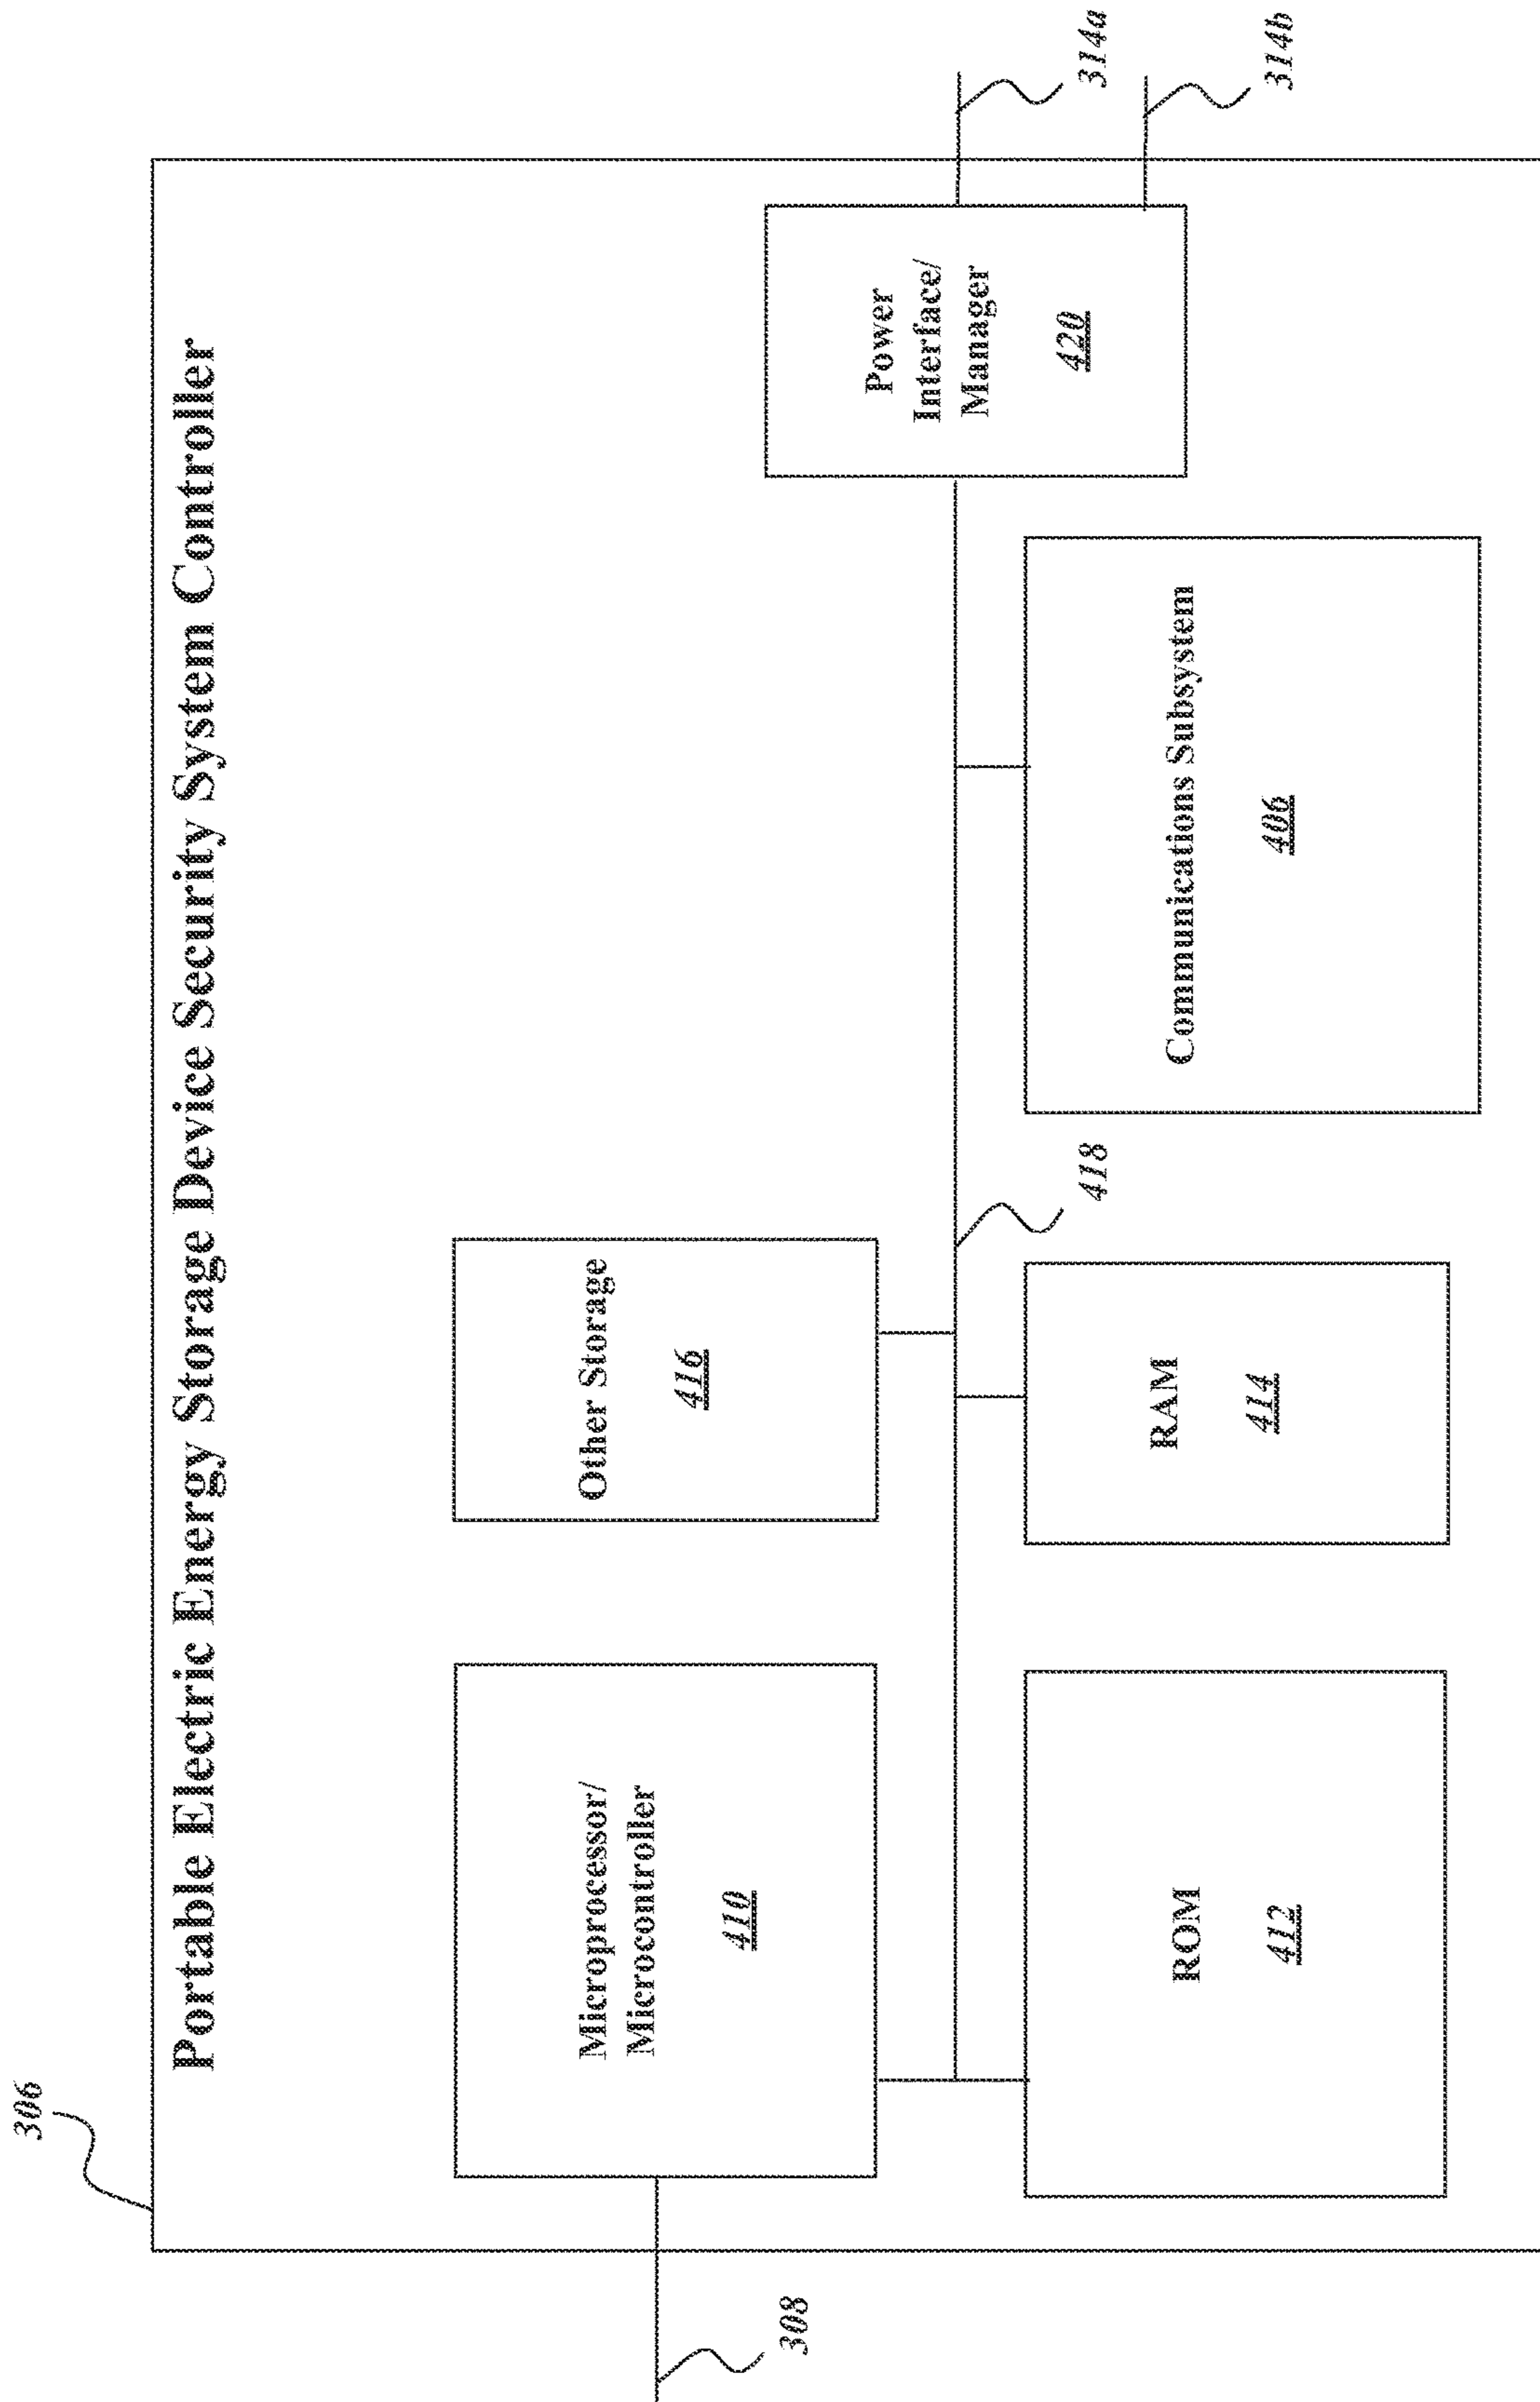 306
Portable Electric Energy Storage Device Security System Controller
308
Microprocessor/
Microcontroller
410
Other Storage
416
Power
Interface/
Manager
420
314a
314b
418
ROM
412
RAM
414
Communications Subsystem
406